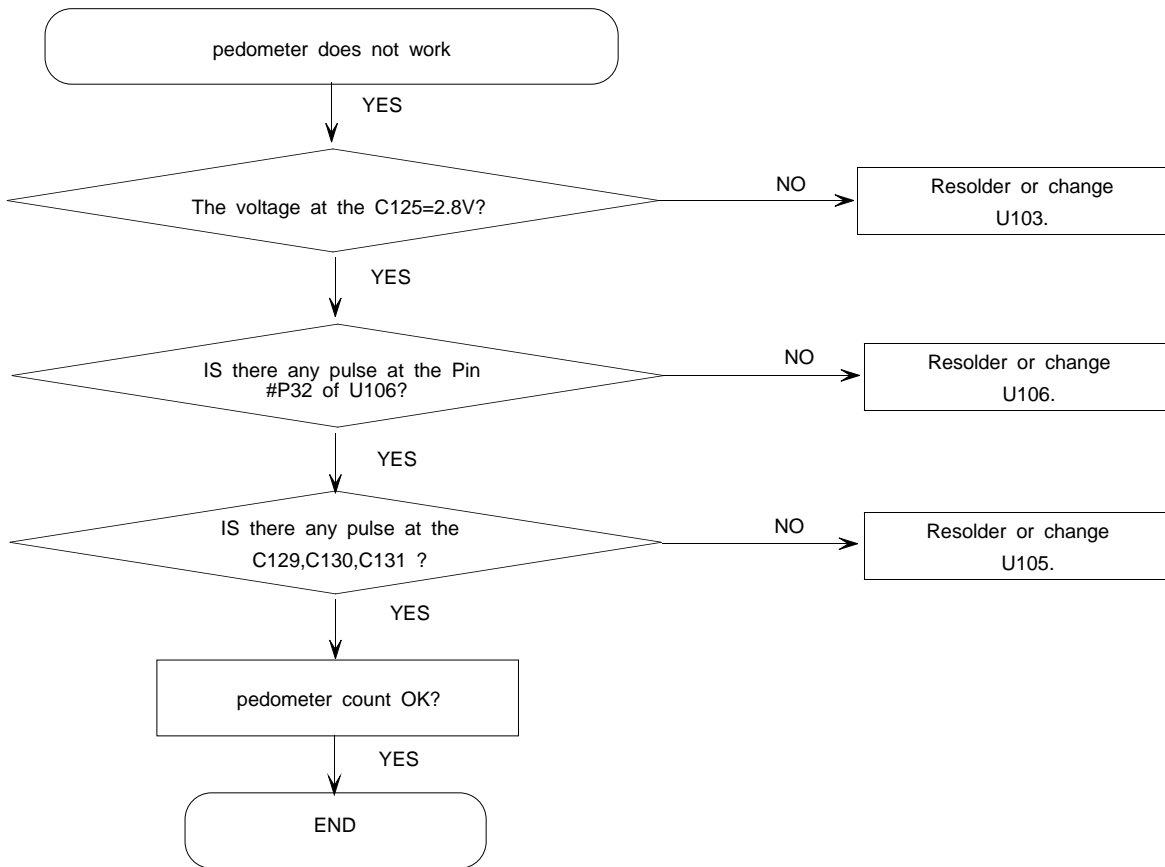 pedometer does not work
YES
The voltage at the C125=2.8V?
NO
Resolder or change
U103.
YES
IS there any pulse at the Pin
#P32 of U106?
NO
Resolder or change
U106.
YES
IS there any pulse at the
C129,C130,C131 ?
NO
Resolder or change
U105.
YES
pedometer count OK?
YES
END